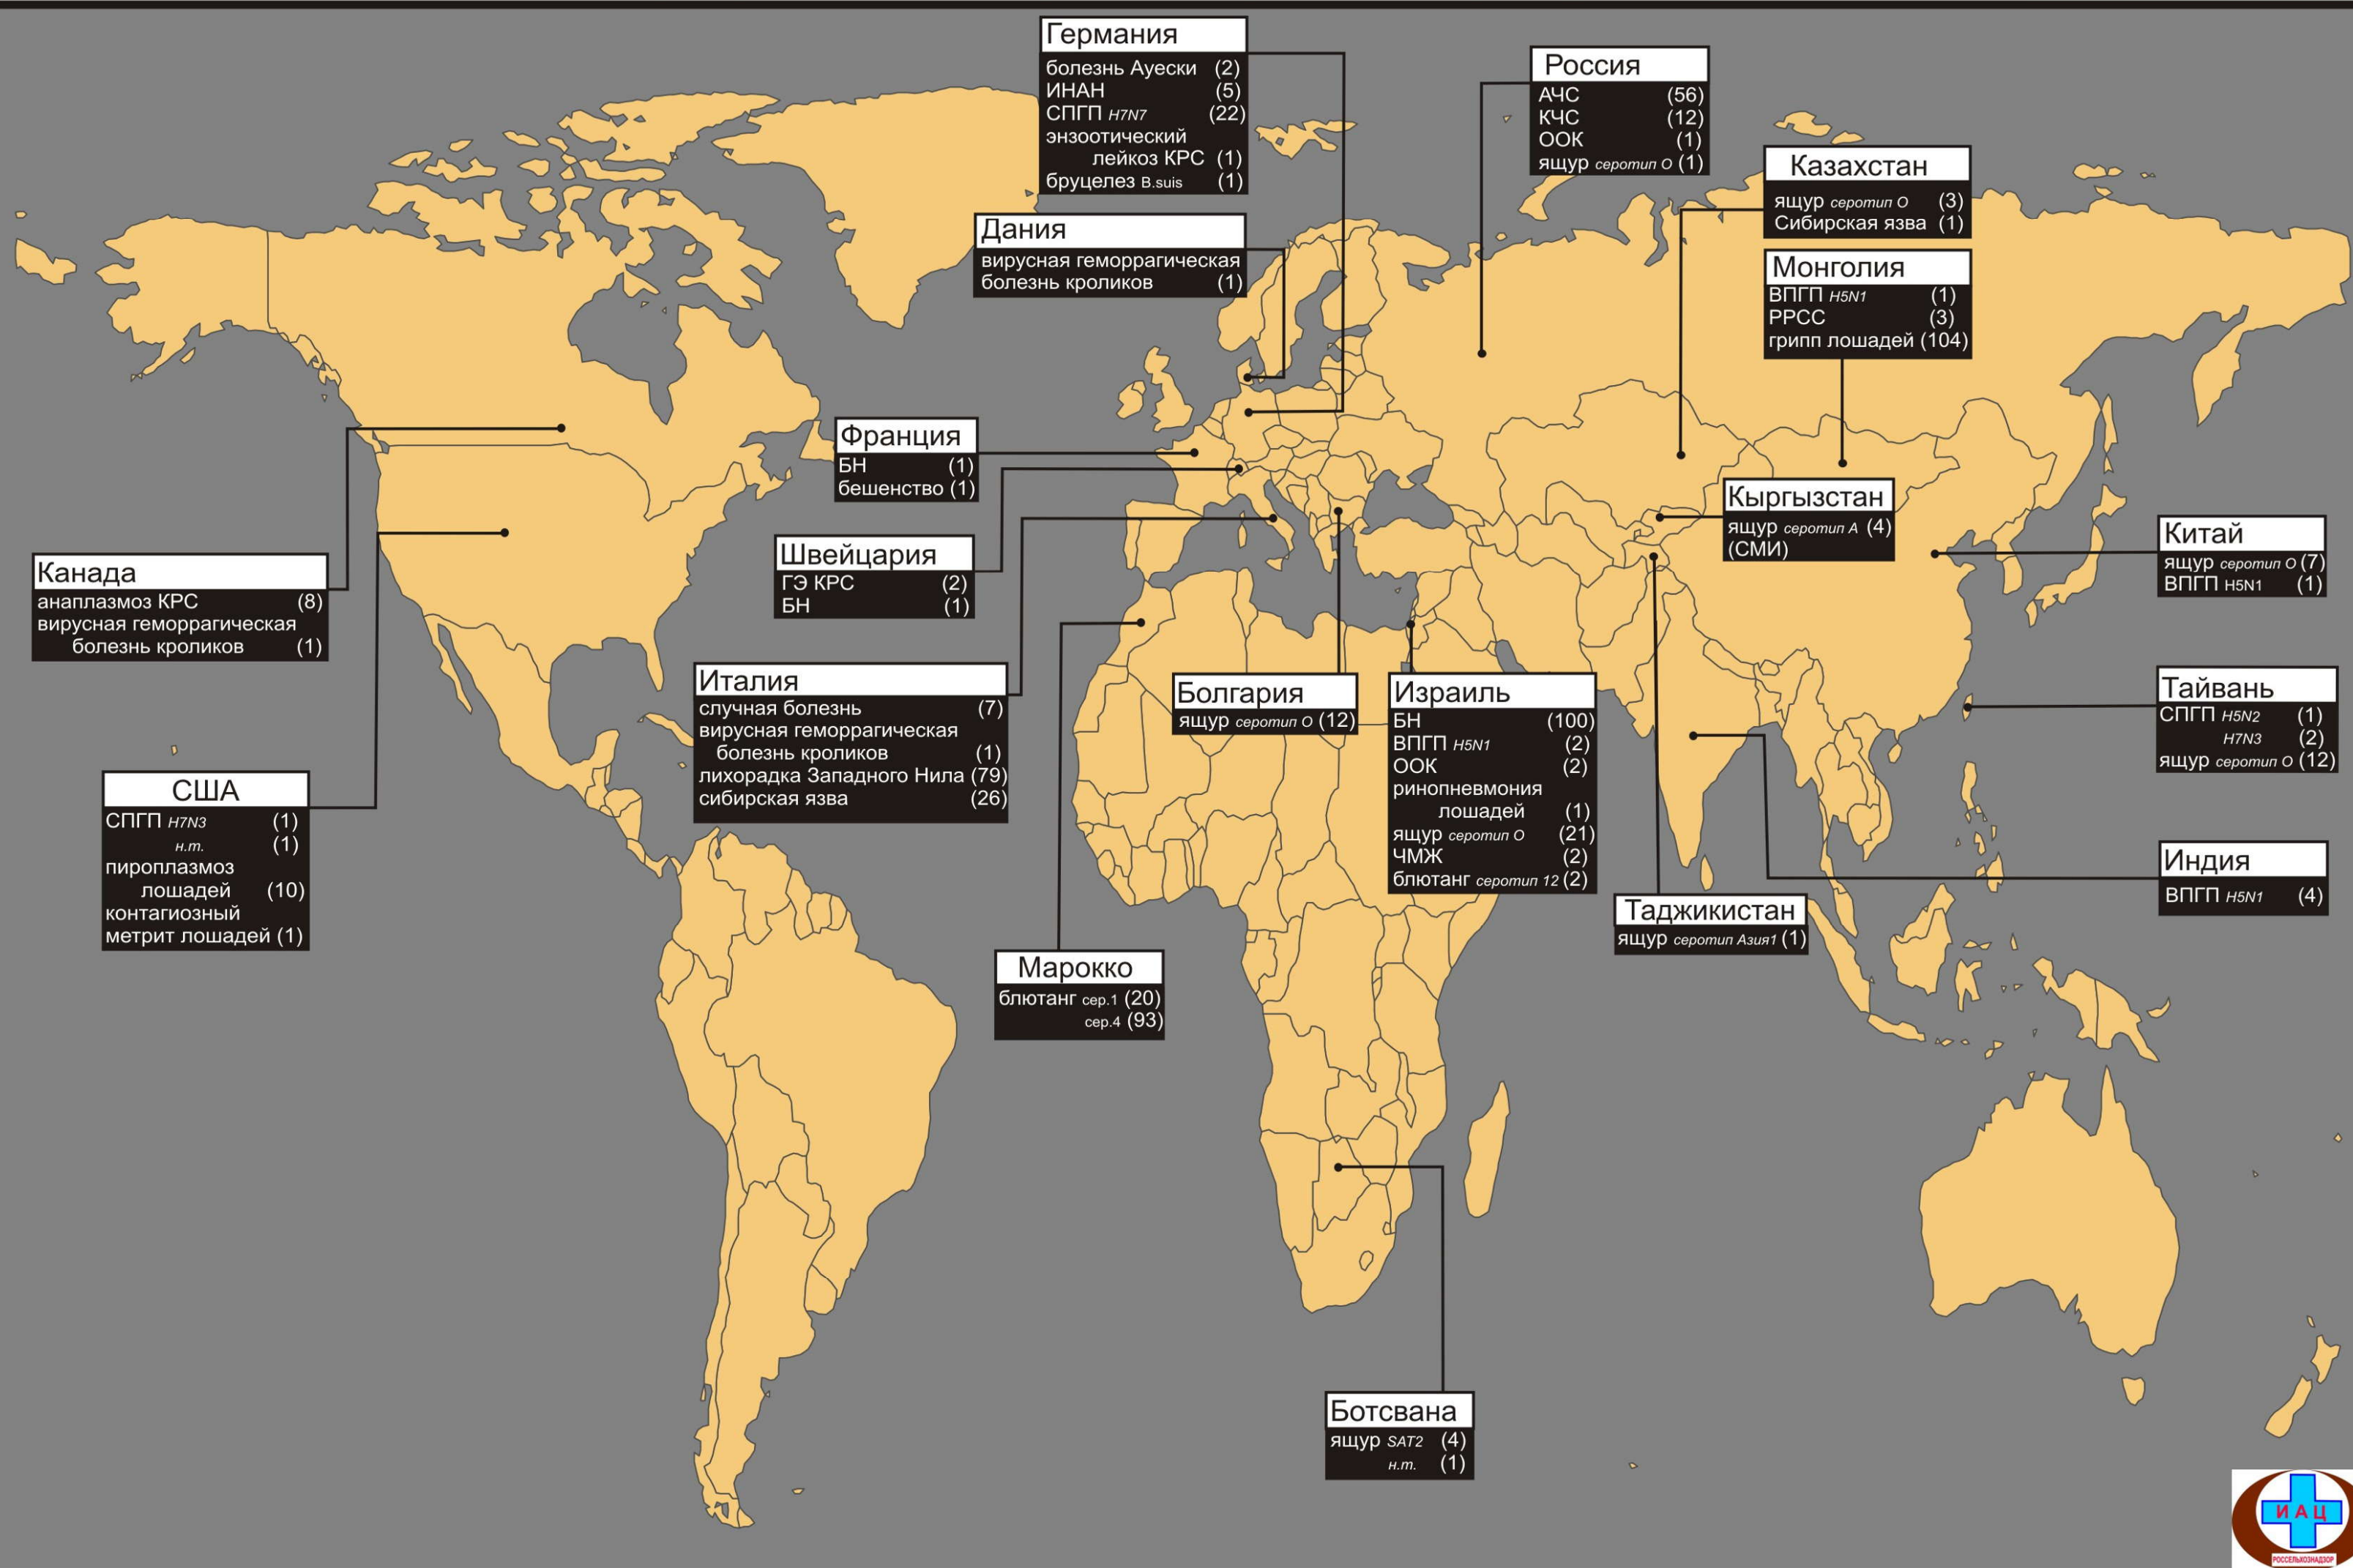 Германия
болезнь Ауески (2)
ИНАН (5)
СПГП H7N7 (22)
энзоотический
лейкоз КРС (1)
бруцелез B.suis (1)
Россия
АЧС (56)
КЧС (12)
ООК (1)
ящур серотип О (1)
Казахстан
ящур серотип О (3)
Сибирская язва (1)
Дания
вирусная геморрагическая
болезнь кроликов (1)
Монголия
ВПГП H5N1 (1)
РРСС (3)
грипп лошадей (104)
Франция
БН (1)
бешенство (1)
Кыргызстан
ящур серотип А (4)
(СМИ)
Китай
ящур серотип О (7)
ВПГП H5N1 (1)
Швейцария
ГЭ КРС (2)
БН (1)
Канада
анаплазмоз КРС (8)
вирусная геморрагическая
болезнь кроликов (1)
Италия
случная болезнь (7)
вирусная геморрагическая
болезнь кроликов (1)
лихорадка Западного Нила (79)
сибирская язва (26)
Болгария
ящур серотип О (12)
Израиль
БН (100)
ВПГП H5N1 (2)
ООК (2)
ринопневмония
лошадей (1)
ящур серотип О (21)
ЧМЖ (2)
блютанг серотип 12 (2)
Тайвань
СПГП H5N2 (1)
H7N3 (2)
ящур серотип О (12)
США
СПГП H7N3 (1)
н.т. (1)
пироплазмоз
лошадей (10)
контагиозный
метрит лошадей (1)
Индия
ВПГП H5N1 (4)
Таджикистан
ящур серотип Азия1 (1)
Марокко
блютанг сер.1 (20)
сер.4 (93)
Ботсвана
ящур SAT2 (4)
н.т. (1)
ИАЦ
РОССЕЛЬХОЗНАДЗОР